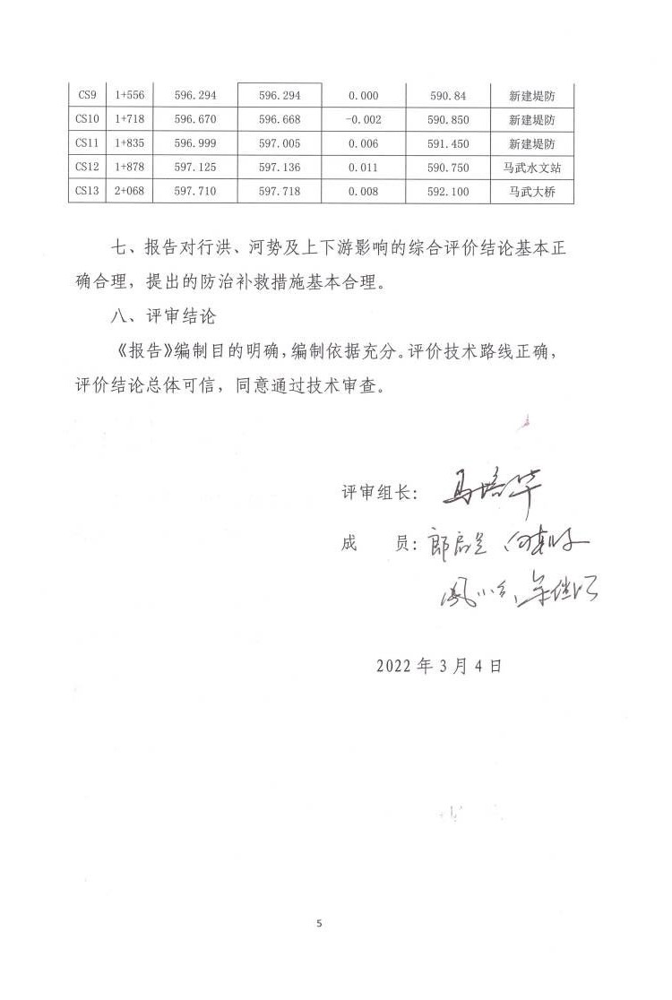 CS9 1+556 596.294 596.294 0.000 590.84 新建堤防
CS10 1+718 596.670 596.668 -0.002 590.850 新建堤防
CS11 1+835 596.999 597.005 0.006 591.450 新建堤防
CS12 1+878 597.125 597.136 0.011 590.750 马武水文站
CS13 2+068 597.710 597.718 0.008 592.100 马武大桥
七、报告对行洪、河势及上下游影响的综合评价结论基本正
确合理，提出的防治补救措施基本合理。
八、评审结论
《报告》编制目的明确，编制依据充分。评价技术路线正确，
评价结论总体可信，同意通过技术审查。
评审组长：
成 员：
2022 年 3 月 4 日
5